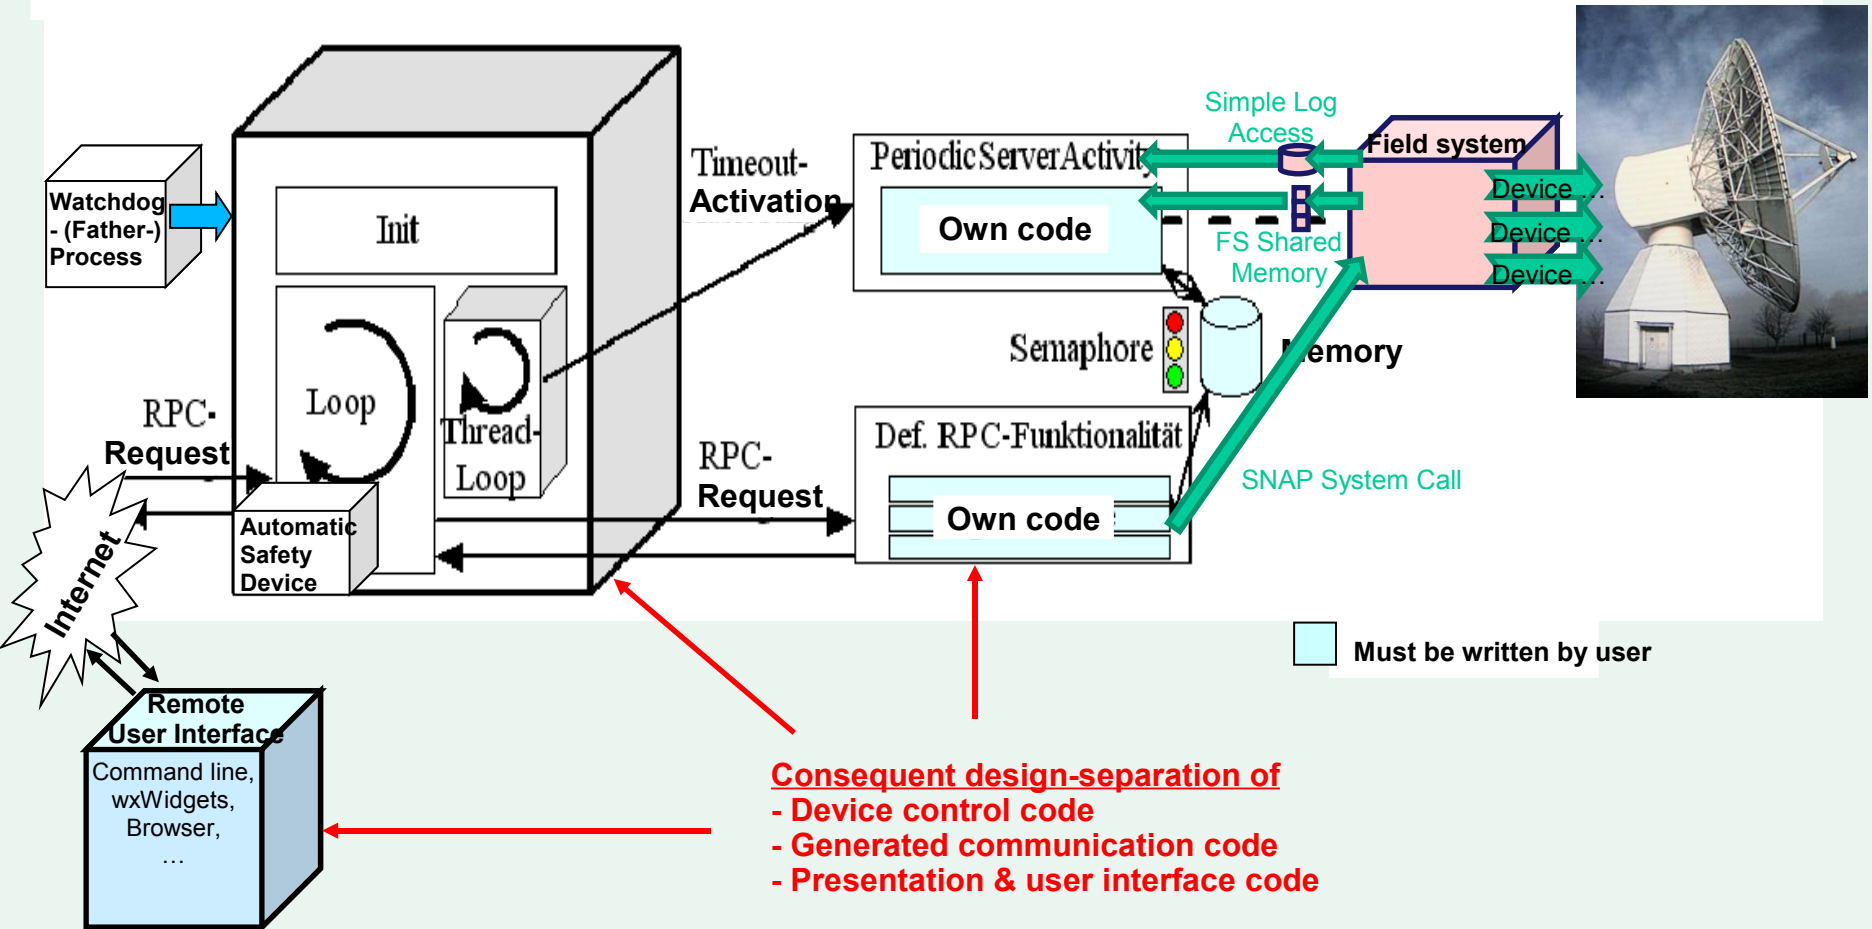 Simple Log
Access
Field system
Timeout-
Activation
PeriodicServerActivity
Watchdog
- (Father-)
Process
Init
Own code
FS Shared
Memory
Device ...
Device ...
Device ...
Semaphore
Memory
Loop
Thread-
Loop
RPC-
Request
RPC-
Request
Def. RPC-Funktionalität
Own code
SNAP System Call
Automatic
Safety
Device
Internet
Must be written by user
Remote
User Interface
Command line,
wxWidgets,
Browser,
…
Consequent design-separation of
- Device control code
- Generated communication code
- Presentation & user interface code